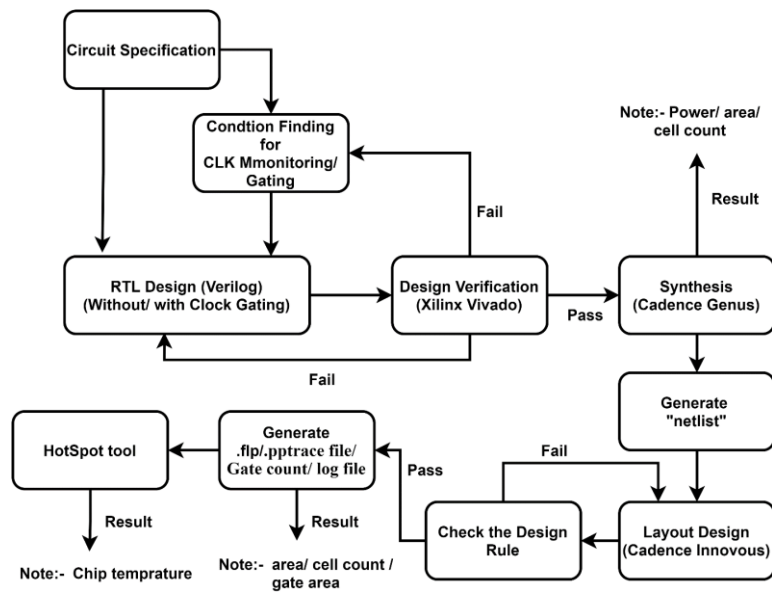 Circuit Specification
Condtion Finding
for
CLK Mmonitoring/
Gating
Note:- Power/ area/
cell count
Fail
Result
RTL Design (Verilog)
(Without/ with Clock Gating)
Design Verification
(Xilinx Vivado)
Pass
Synthesis
(Cadence Genus)
Fail
Generate
"netlist"
HotSpot tool
Generate
.flp/.pptrace file/
Gate count/ log file
Pass
Fail
Check the Design
Rule
Layout Design
(Cadence Innovous)
Result
Result
Note:- Chip temprature
Note:- area/ cell count /
gate area